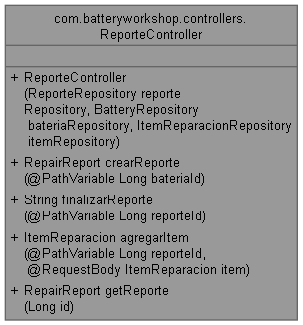 com.batteryworkshop.controllers.
ReporteController
+ ReporteController
(ReporteRepository reporte
Repository, BatteryRepository
bateriaRepository, ItemReparacionRepository
itemRepository)
+ RepairReport crearReporte
(@PathVariable Long bateriaId)
+ String finalizarReporte
(@PathVariable Long reporteId)
+ ItemReparacion agregarItem
(@PathVariable Long reporteId,
@RequestBody ItemReparacion item)
+ RepairReport getReporte
(Long id)